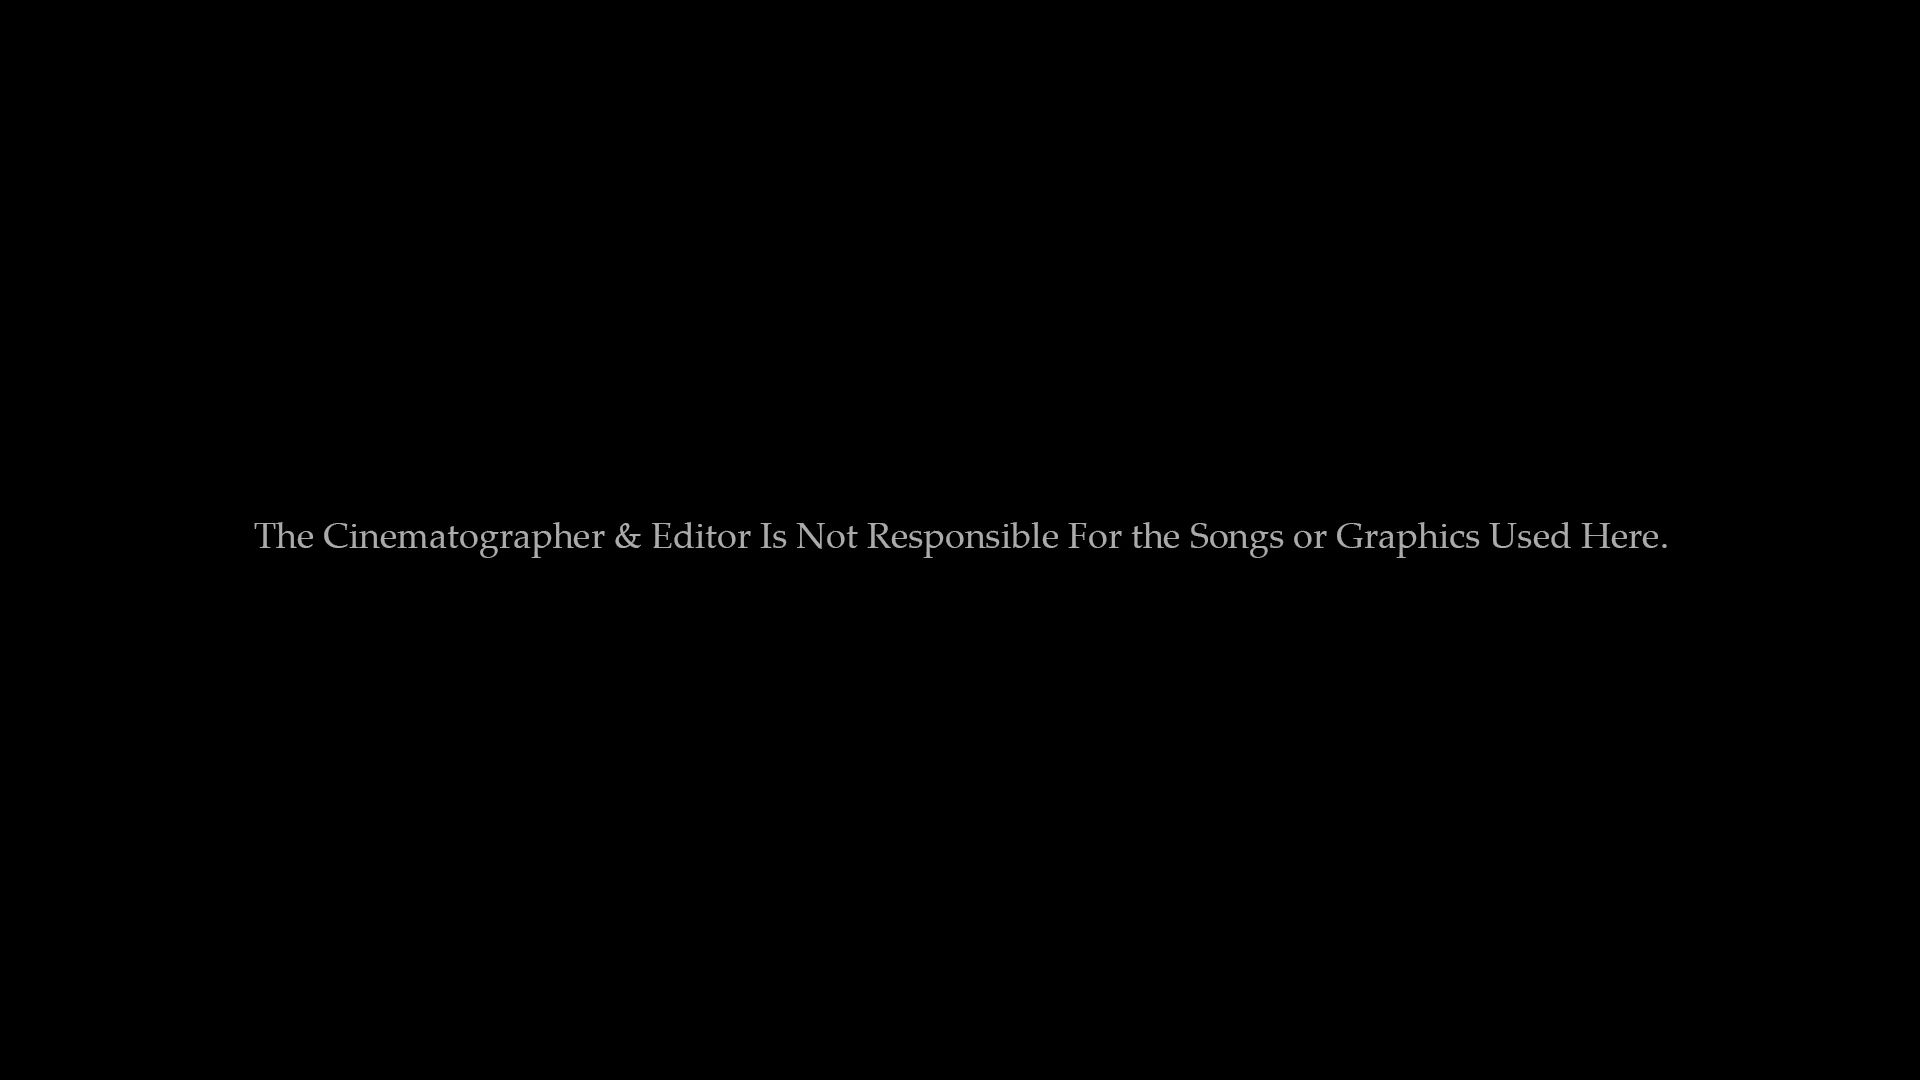 The Cinematographer & Editor Is Not Responsible For the Songs or Graphics Used Here.